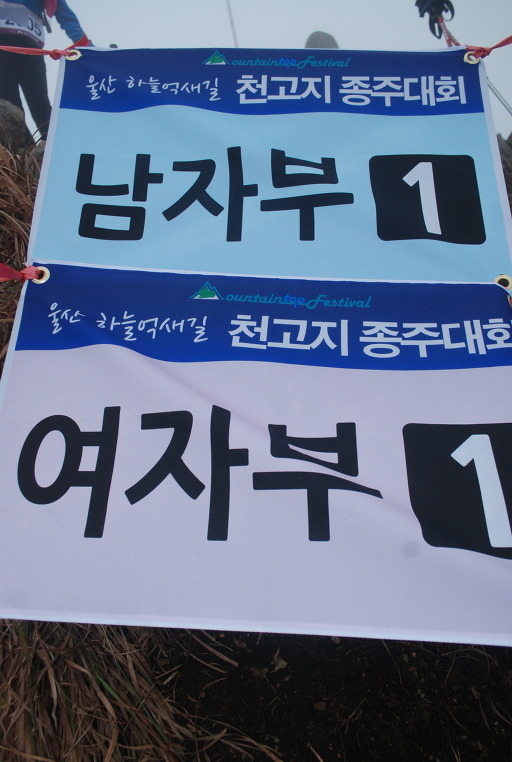 ountain Festival
울산 하늘억새길 천고지 종주대회
남자부 1
ountain Festival
울산 하늘억새길 천고지 종주대회
여자부 1